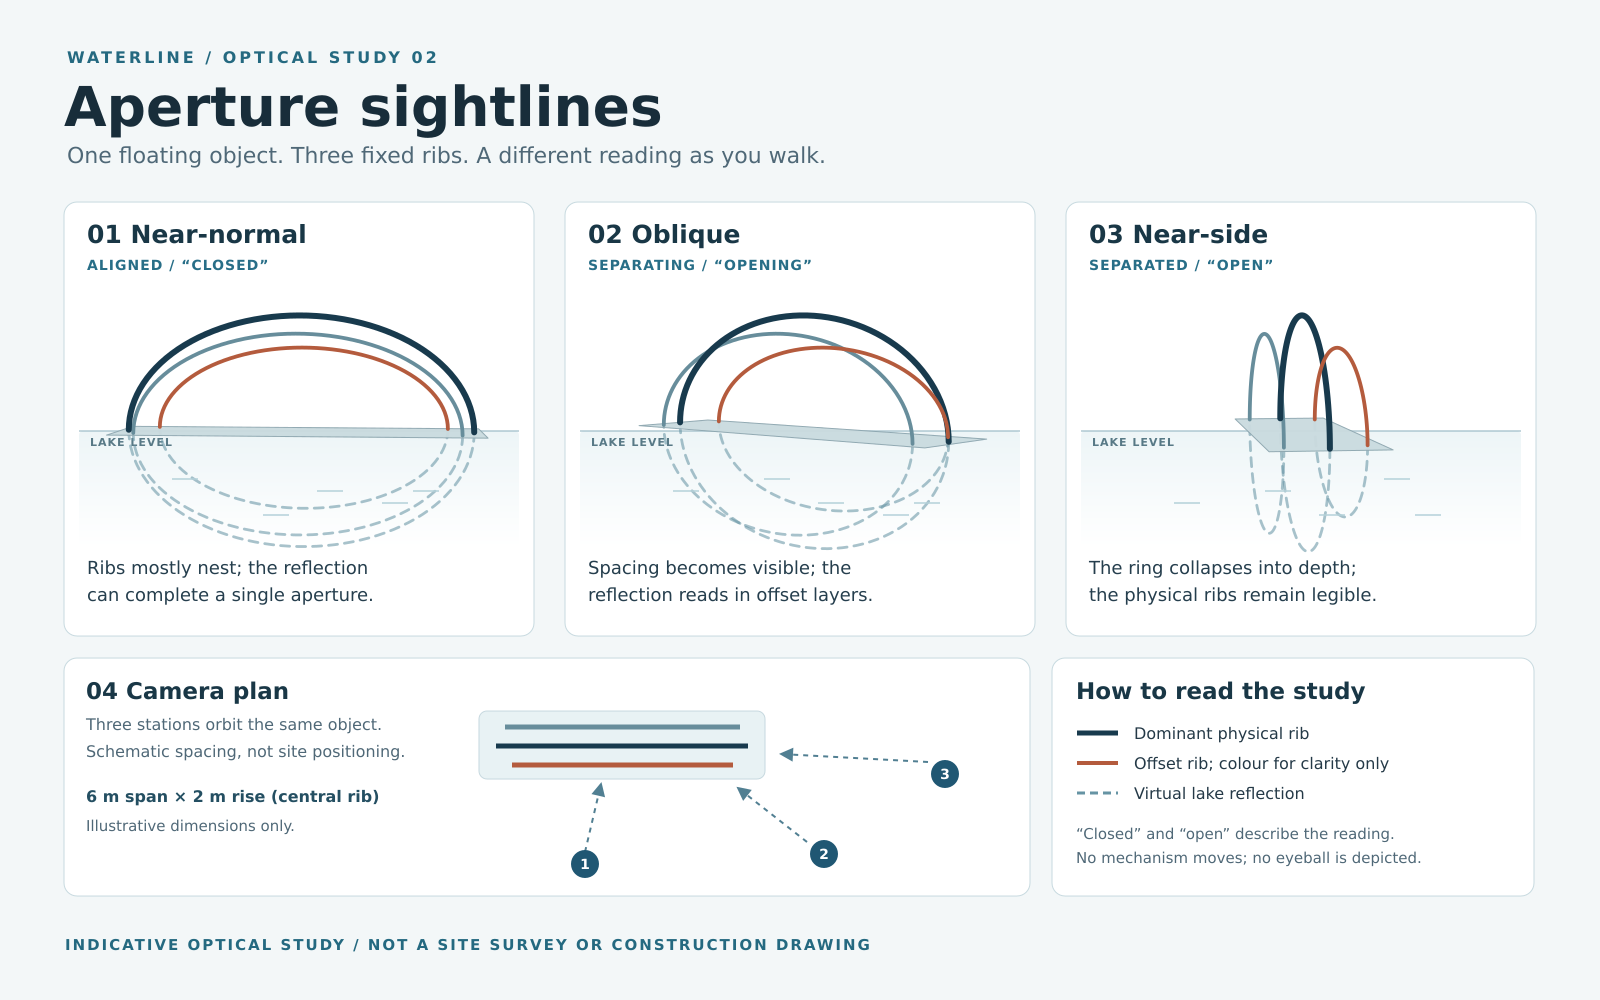 WATERLINE / OPTICAL STUDY 02
Aperture sightlines
One floating object. Three fixed ribs. A different reading as you walk.
01 Near-normal
ALIGNED / “CLOSED”
LAKE LEVEL
Ribs mostly nest; the reflection
can complete a single aperture.
02 Oblique
SEPARATING / “OPENING”
LAKE LEVEL
Spacing becomes visible; the
reflection reads in offset layers.
03 Near-side
SEPARATED / “OPEN”
LAKE LEVEL
The ring collapses into depth;
the physical ribs remain legible.
04 Camera plan
Three stations orbit the same object.
Schematic spacing, not site positioning.
6 m span × 2 m rise (central rib)
Illustrative dimensions only.
1
2
3
How to read the study
Dominant physical rib
Offset rib; colour for clarity only
Virtual lake reflection
“Closed” and “open” describe the reading.
No mechanism moves; no eyeball is depicted.
INDICATIVE OPTICAL STUDY / NOT A SITE SURVEY OR CONSTRUCTION DRAWING